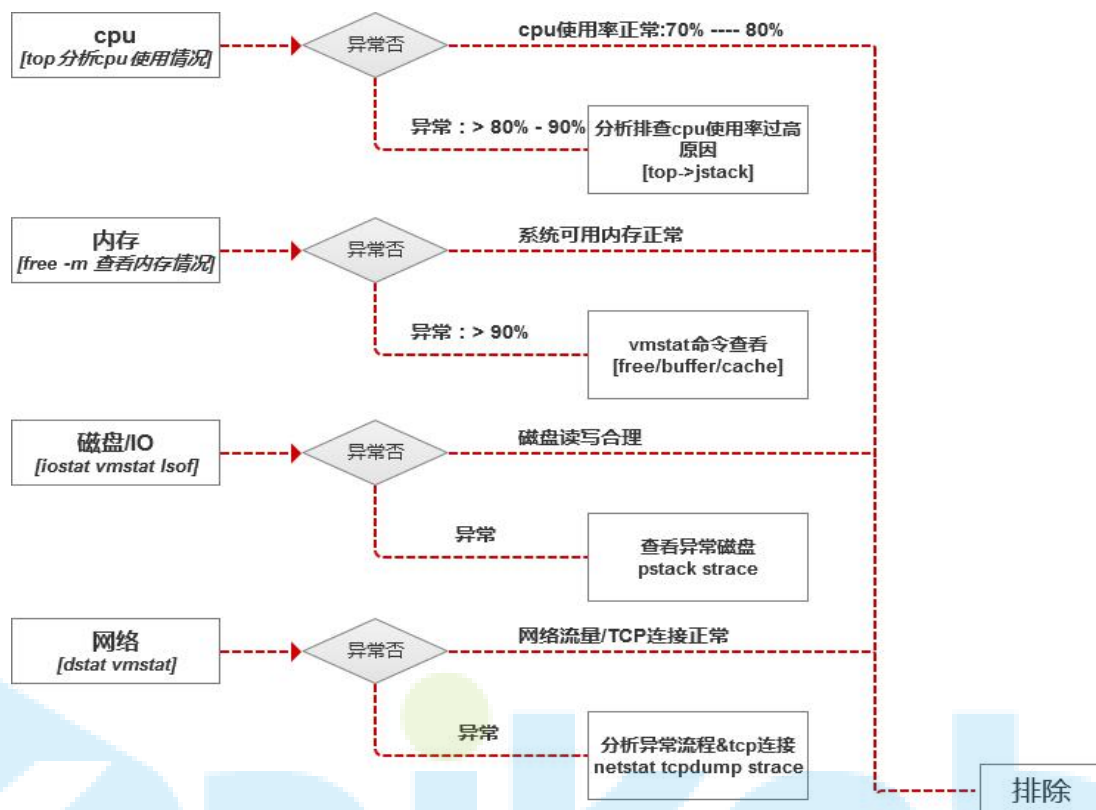 cpu
[top分析cpu使用情况]
异常否
cpu使用率正常:70% ---- 80%
异常：> 80% - 90%
分析排查cpu使用率过高
原因
[top->jstack]
内存
[free -m 查看内存情况]
异常否
系统可用内存正常
异常：> 90%
vmstat命令查看
[free/buffer/cache]
磁盘/IO
[iostat vmstat lsof]
异常否
磁盘读写合理
异常
查看异常磁盘
pstack strace
网络
[dstat vmstat]
异常否
网络流量/TCP连接正常
异常
分析异常流程&tcp连接
netstat tcpdump strace
排除